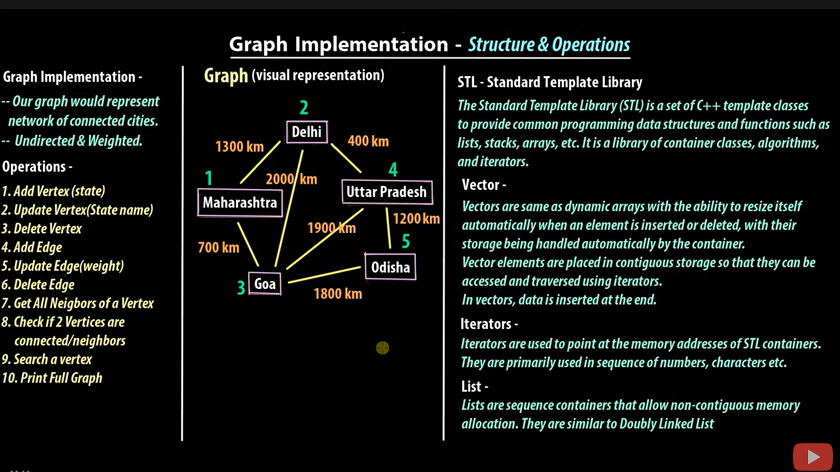 Graph Implementation - Structure & Operations
Graph Implementation -
-- Our graph would represent
network of connected cities.
-- Undirected & Weighted.
Operations -
1. Add Vertex (state)
2. Update Vertex(State name)
3. Delete Vertex
4. Add Edge
5. Update Edge(weight)
6. Delete Edge
7. Get All Neigbors of a Vertex
8. Check if 2 Vertices are
connected/neighbors
9. Search a vertex
10. Print Full Graph
Graph (visual representation)
2
Delhi
1300 km
400 km
1
2000 km
4
Maharashtra
Uttar Pradesh
1900 km
1200 km
700 km
5
Odisha
3
Goa
1800 km
STL - Standard Template Library
The Standard Template Library (STL) is a set of C++ template classes
to provide common programming data structures and functions such as
lists, stacks, arrays, etc. It is a library of container classes, algorithms,
and iterators.
Vector -
Vectors are same as dynamic arrays with the ability to resize itself
automatically when an element is inserted or deleted, with their
storage being handled automatically by the container.
Vector elements are placed in contiguous storage so that they can be
accessed and traversed using iterators.
In vectors, data is inserted at the end.
Iterators -
Iterators are used to point at the memory addresses of STL containers.
They are primarily used in sequence of numbers, characters etc.
List -
Lists are sequence containers that allow non-contiguous memory
allocation. They are similar to Doubly Linked List